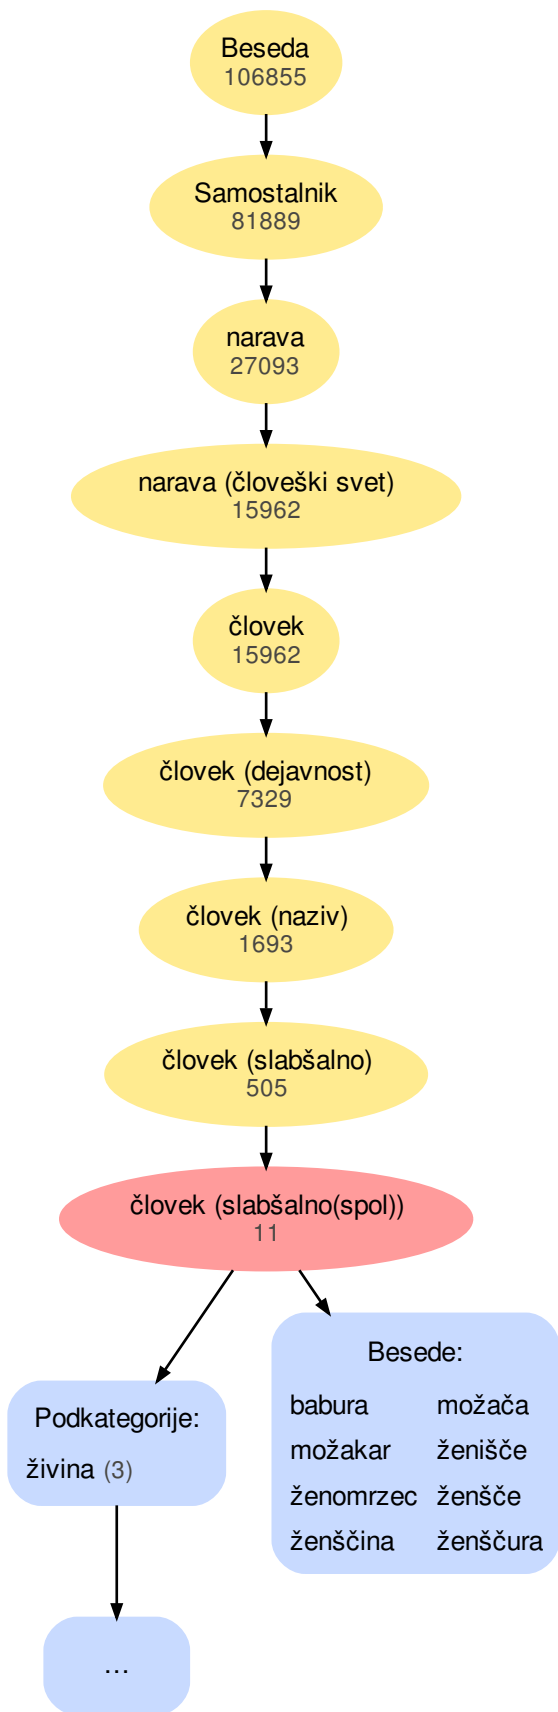 Beseda
106855
Samostalnik
81889
narava
27093
narava (človeški svet)
15962
človek
15962
človek (dejavnost)
7329
človek (naziv)
1693
človek (slabšalno)
505
človek (slabšalno(spol))
11
Podkategorije:
živina (3)
...
Besede:
babura možača
možakar ženišče
ženomrzec ženšče
ženščina ženščura